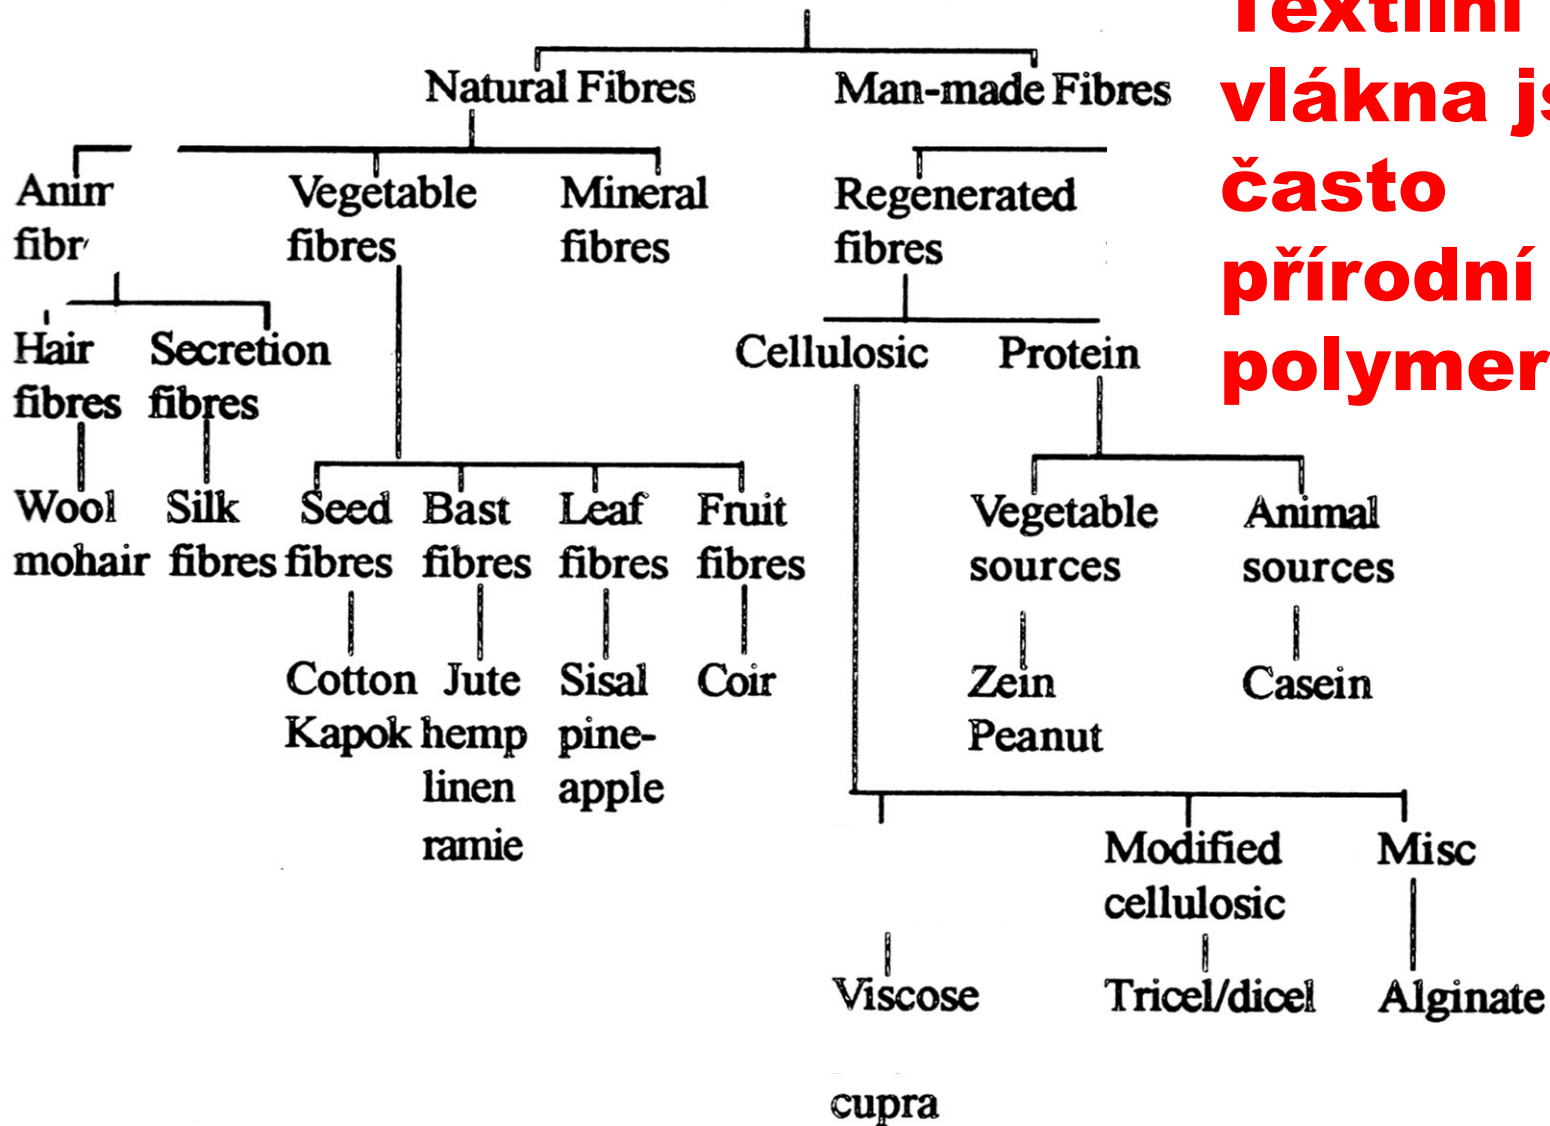 Textilní
vlákna
často
přírodní
polymer
Natural Fibres
Man-made Fibres
Vegetable
fibres
Mineral
fibres
Regenerated
fibres
Hair
fibres
Secretion
fibres
Cellulosic
Protein
Wool
mohair
Silk
fibres
Seed
fibres
Bast
fibres
Leaf
fibres
Fruit
fibres
Vegetable
sources
Animal
sources
Cotton
Kapok
Jute
hemp
linen
ramie
Sisal
pine-
apple
Coir
Zein
Peanut
Casein
Modified
cellulosic
Misc
Viscose
cupra
Tricel/dicel
Alginate